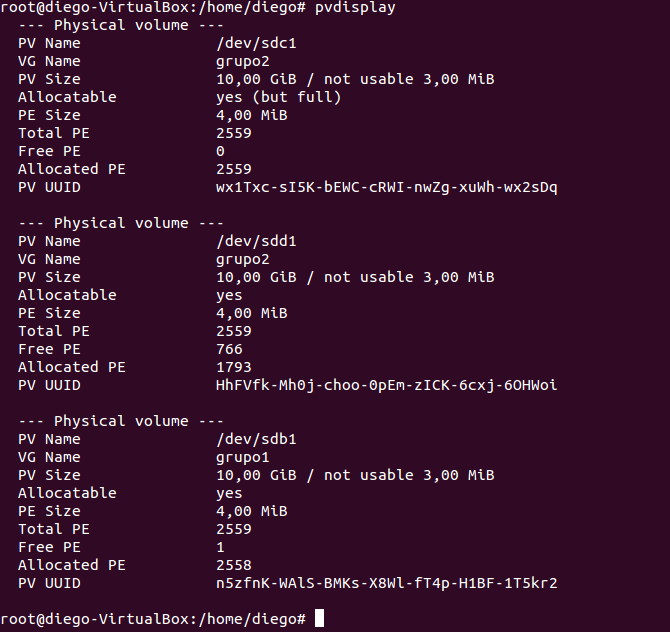 root@diego-VirtualBox:/home/diego# pvdisplay
--- Physical volume ---
PV Name /dev/sdc1
VG Name grupo2
PV Size 10,00 GiB / not usable 3,00 MiB
Allocatable yes (but full)
PE Size 4,00 MiB
Total PE 2559
Free PE 0
Allocated PE 2559
PV UUID wx1Txc-sI5K-bEWC-cRWI-nwZg-xuWh-wx2sDq
--- Physical volume ---
PV Name /dev/sdd1
VG Name grupo2
PV Size 10,00 GiB / not usable 3,00 MiB
Allocatable yes
PE Size 4,00 MiB
Total PE 2559
Free PE 766
Allocated PE 1793
PV UUID HhFVfk-Mh0j-choo-0pEm-zICK-6cxj-6OHWoi
--- Physical volume ---
PV Name /dev/sdb1
VG Name grupo1
PV Size 10,00 GiB / not usable 3,00 MiB
Allocatable yes
PE Size 4,00 MiB
Total PE 2559
Free PE 1
Allocated PE 2558
PV UUID n5zfnK-WAlS-BMKs-X8Wl-fT4p-H1BF-1T5kr2
root@diego-VirtualBox:/home/diego#